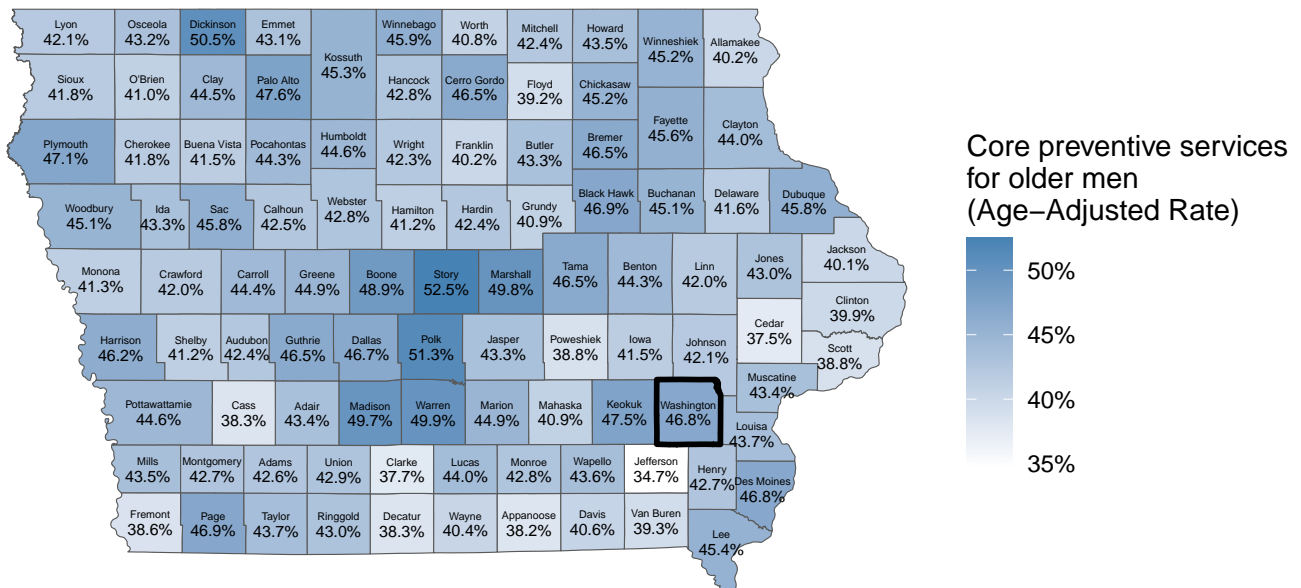 Lyon
42.1%
Osceola
43.2%
Dickinson
50.5%
Emmet
43.1%
Kossuth
45.3%
Winnebago
45.9%
Worth
40.8%
Mitchell
42.4%
Howard
43.5%
Winneshiek
45.2%
Allamakee
40.2%
Sioux
41.8%
O'Brien
41.0%
Clay
44.5%
Palo Alto
47.6%
Hancock
42.8%
Cerro Gordo
46.5%
Floyd
39.2%
Chickasaw
45.2%
Plymouth
47.1%
Cherokee
41.8%
Buena Vista
41.5%
Pocahontas
44.3%
Humboldt
44.6%
Wright
42.3%
Franklin
40.2%
Butler
43.3%
Bremer
46.5%
Fayette
45.6%
Clayton
44.0%
Woodbury
45.1%
Ida
43.3%
Sac
45.8%
Calhoun
42.5%
Webster
42.8%
Hamilton
41.2%
Hardin
42.4%
Grundy
40.9%
Black Hawk
46.9%
Buchanan
45.1%
Delaware
41.6%
Dubuque
45.8%
Monona
41.3%
Crawford
42.0%
Carroll
44.4%
Greene
44.9%
Boone
48.9%
Story
52.5%
Marshall
49.8%
Tama
46.5%
Benton
44.3%
Linn
42.0%
Jones
43.0%
Jackson
40.1%
Clinton
39.9%
Harrison
46.2%
Shelby
41.2%
Audubon
42.4%
Guthrie
46.5%
Dallas
46.7%
Polk
51.3%
Jasper
43.3%
Poweshiek
38.8%
Iowa
41.5%
Johnson
42.1%
Cedar
37.5%
Scott
38.8%
Muscatine
43.4%
Pottawattamie
44.6%
Cass
38.3%
Adair
43.4%
Madison
49.7%
Warren
49.9%
Marion
44.9%
Mahaska
40.9%
Keokuk
47.5%
Washington
46.8%
Louisa
43.7%
Mills
43.5%
Montgomery
42.7%
Adams
42.6%
Union
42.9%
Clarke
37.7%
Lucas
44.0%
Monroe
42.8%
Wapello
43.6%
Jefferson
34.7%
Henry
42.7%
Des Moines
46.8%
Fremont
38.6%
Page
46.9%
Taylor
43.7%
Ringgold
43.0%
Decatur
38.3%
Wayne
40.4%
Appanoose
38.2%
Davis
40.6%
Van Buren
39.3%
Lee
45.4%
Core preventive services
for older men
(Age−Adjusted Rate)
50%
45%
40%
35%